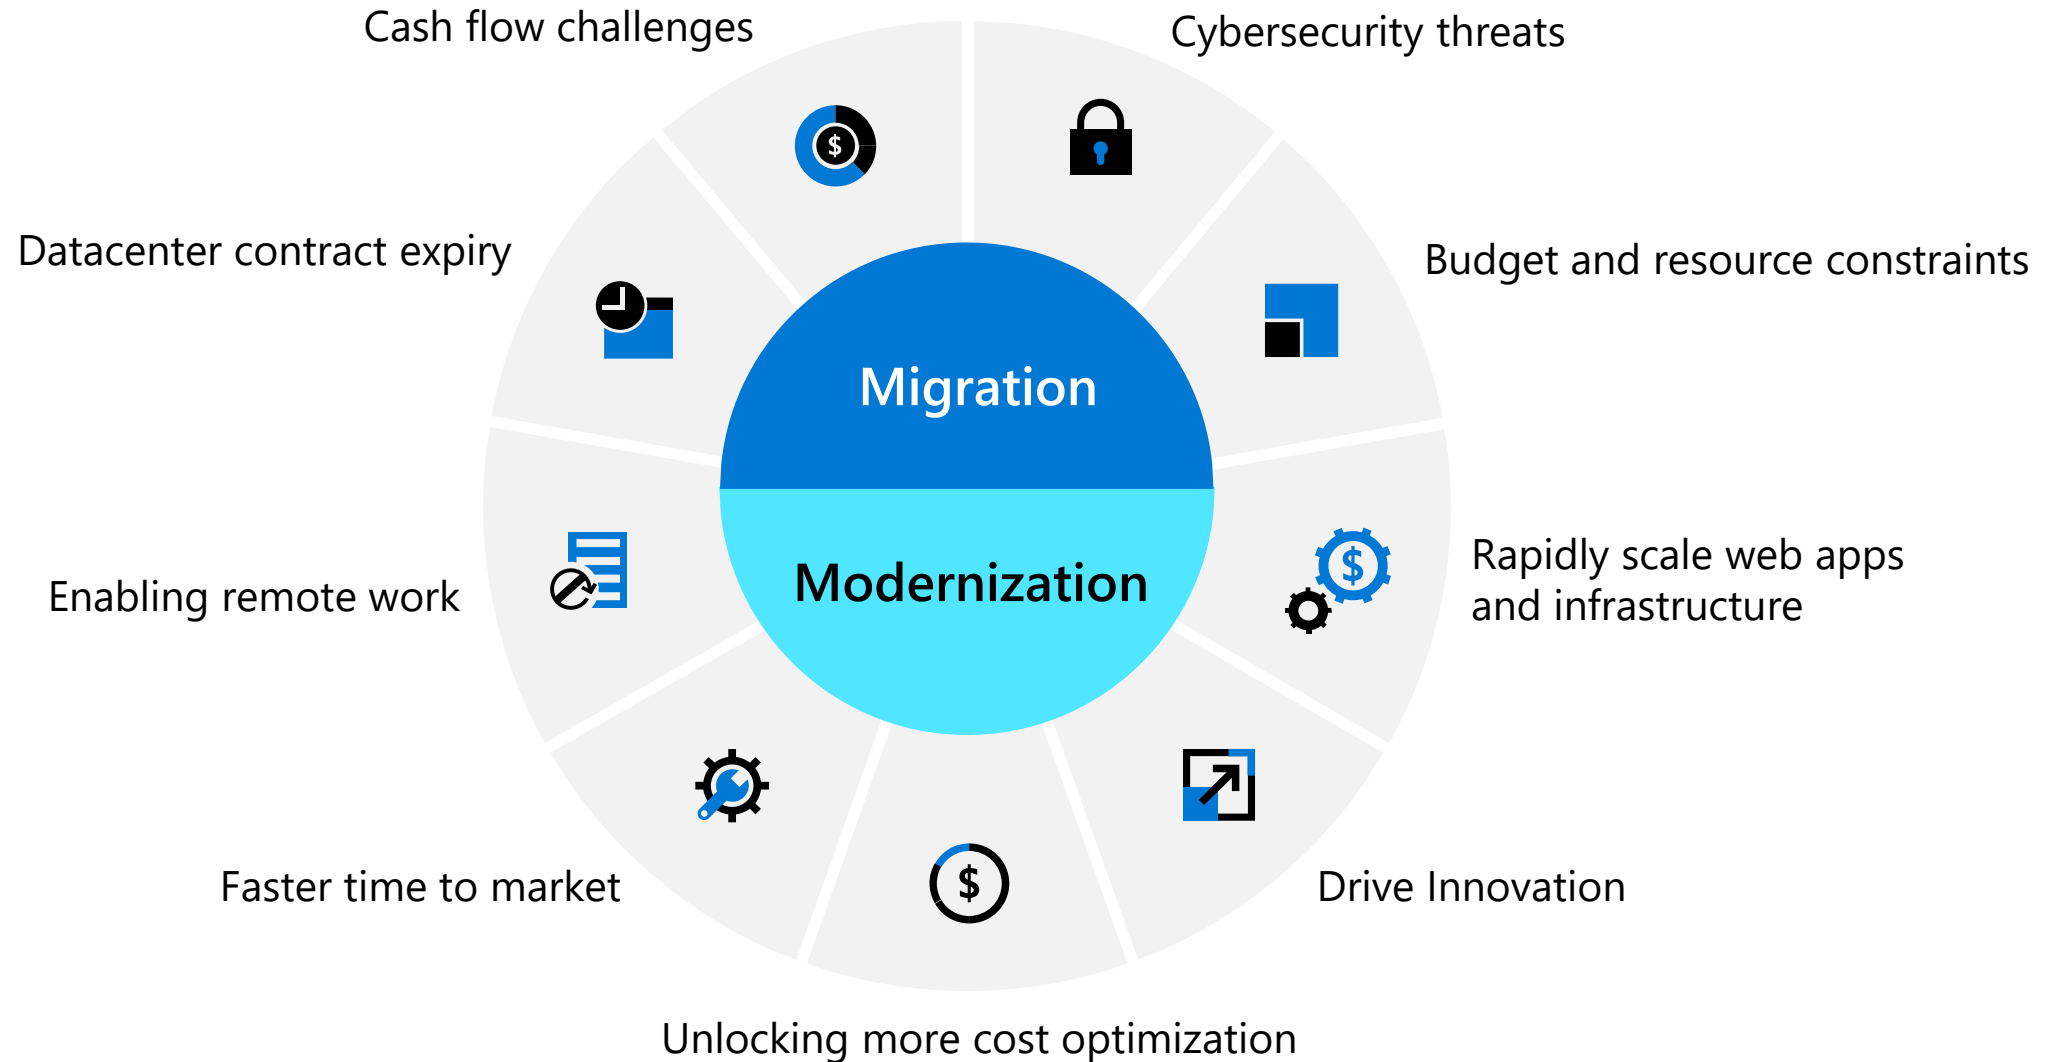 Cash flow challenges
Cybersecurity threats
Datacenter contract expiry
Budget and resource constraints
Migration
Modernization
Enabling remote work
Rapidly scale web apps
and infrastructure
Faster time to market
Drive Innovation
Unlocking more cost optimization
$
$
$